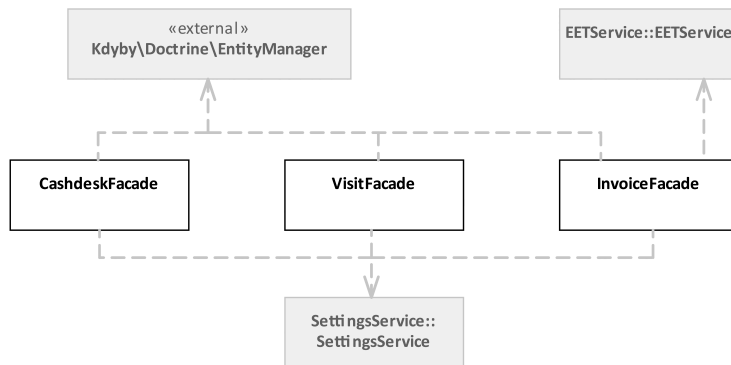 «external»
Kdyby\Doctrine\EntityManager
EETService::EETService
CashdeskFacade
VisitFacade
InvoiceFacade
SettingsService::
SettingsService